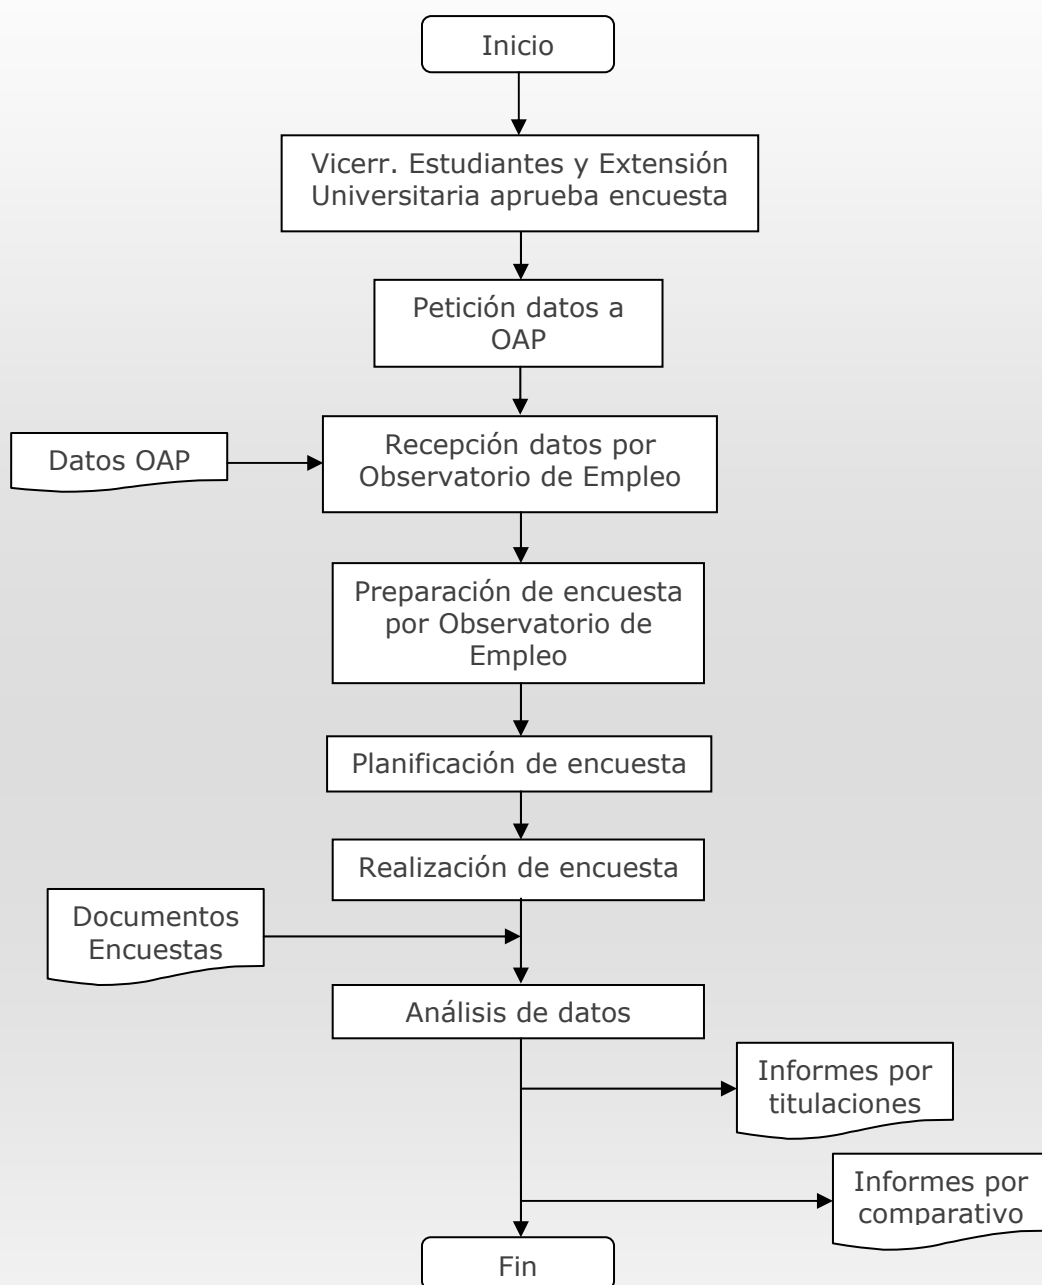 Inicio
Vicerr. Estudiantes y Extensión
Universitaria aprueba encuesta
Petición datos a
OAP
Datos OAP
Recepción datos por
Observatorio de Empleo
Preparación de encuesta
por Observatorio de
Empleo
Planificación de encuesta
Realización de encuesta
Documentos
Encuestas
Análisis de datos
Informes por
titulaciones
Informes por
comparativo
Fin